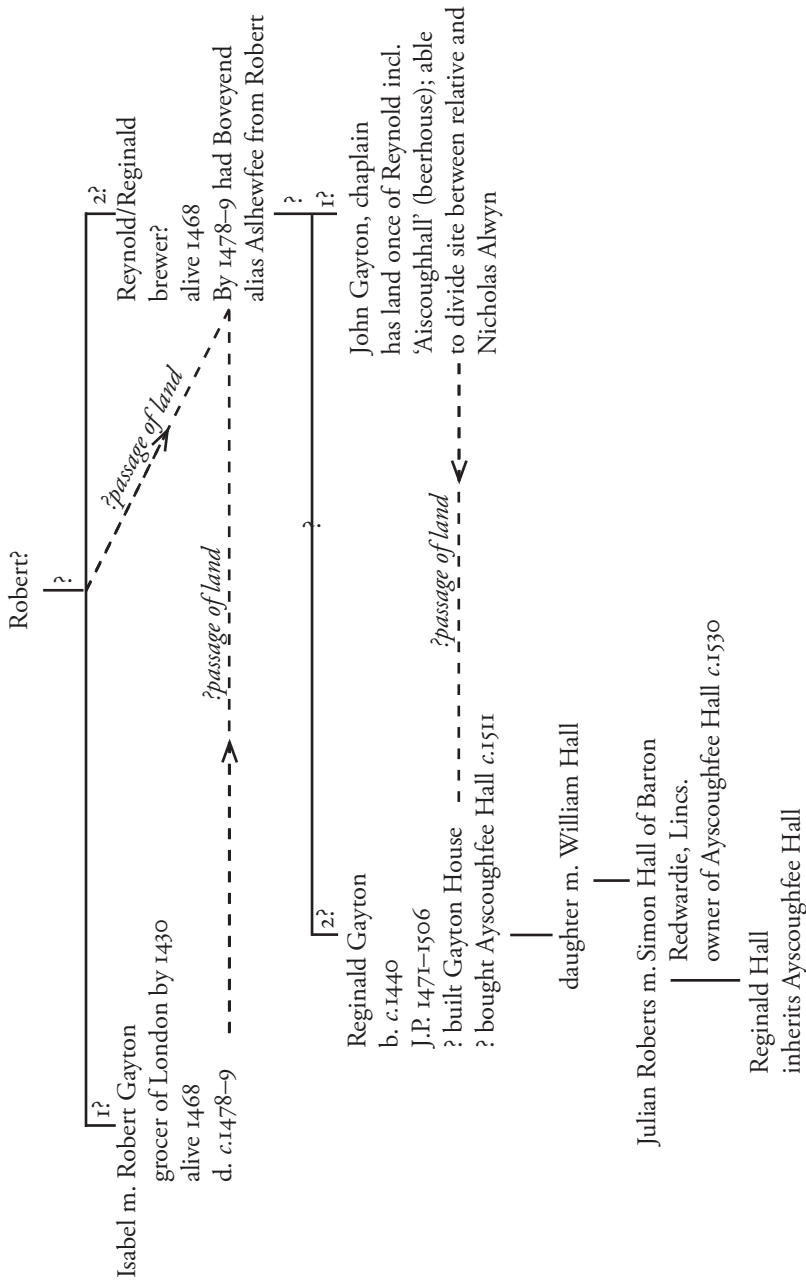 Robert?
?
1?
2?
Isabel m. Robert Gayton
grocer of London by 1430
alive 1468
d. c.1478–9
?passage of land
?passage of land
Reynold/Reginald
brewer?
alive 1468
By 1478–9 had Boveyend
alias Aslhewfee from Robert
?
?
2?
1?
Reginald Gayton
b. c.1440
J.P. 1471–1506
? built Gayton House
? bought Ayscoughfee Hall c.1511
?passage of land
John Gayton, chaplain
has land once of Reynold incl.
‘Aiscoughhall’ (beerhouse); able
to divide site between relative and
Nicholas Alwyn
daughter m. William Hall
Julian Roberts m. Simon Hall of Barton
Redwardie, Lincs.
owner of Ayscoughfee Hall c.1530
Reginald Hall
inherits Ayscoughfee Hall